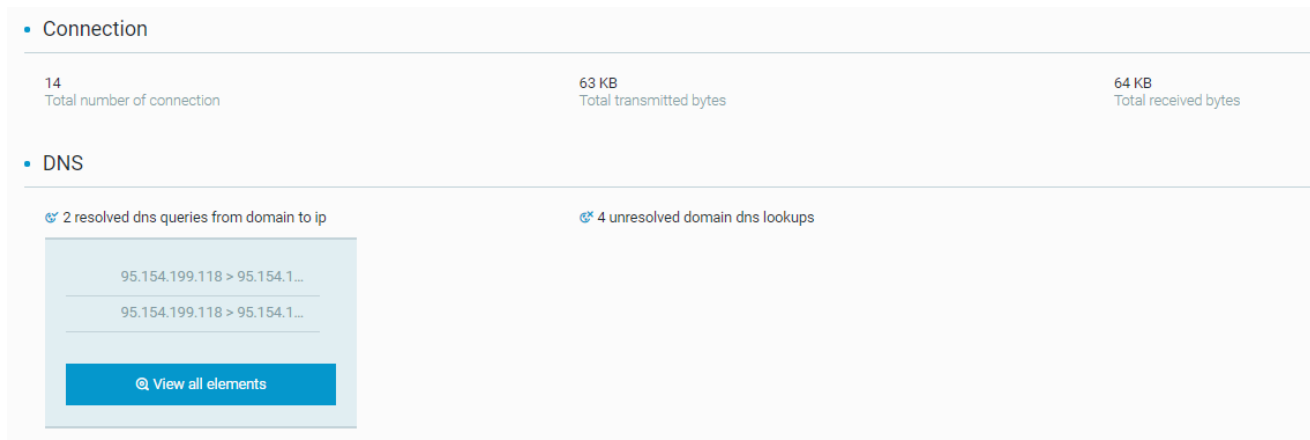 Connection
14
Total number of connection
63 KB
Total transmitted bytes
64 KB
Total received bytes
DNS
2 resolved dns queries from domain to ip
4 unresolved domain dns lookups
95.154.199.118 > 95.154.1...
95.154.199.118 > 95.154.1...
View all elements